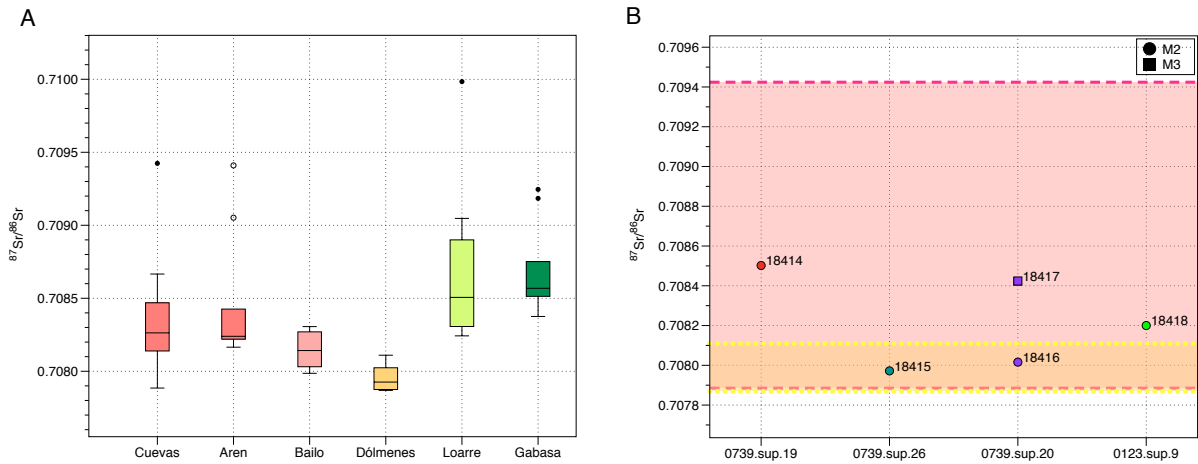 A
0.7100
0.7095
0.7090
0.7085
0.7080
⁸⁷Sr/⁸⁶Sr
Cuevas Aren Bailo Dólmenes Loarre Gabasa
B
M2
M3
0.7096
0.7094
0.7092
0.7090
0.7088
0.7086
0.7084
0.7082
0.7080
0.7078
⁸⁷Sr/⁸⁶Sr
18414
18417
18418
18416
18415
0739.sup.19 0739.sup.26 0739.sup.20 0123.sup.9